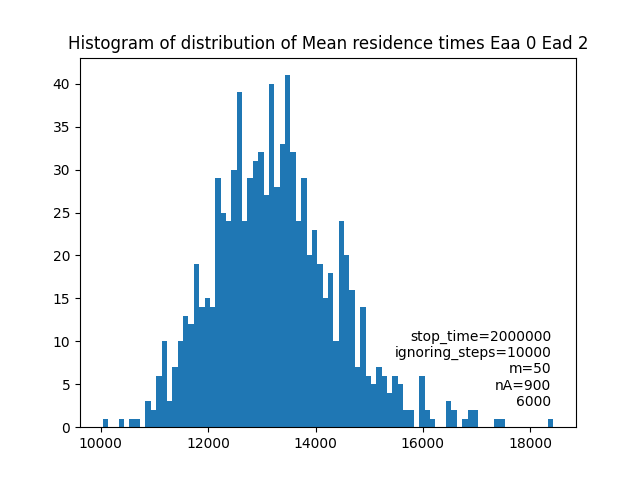 Histogram of distribution of Mean residence times Eaa 0 Ead 2
40
35
30
25
20
15
10
5
0
stop_time=2000000
ignoring_steps=10000
m=50
nA=900
6000
10000 12000 14000 16000 18000